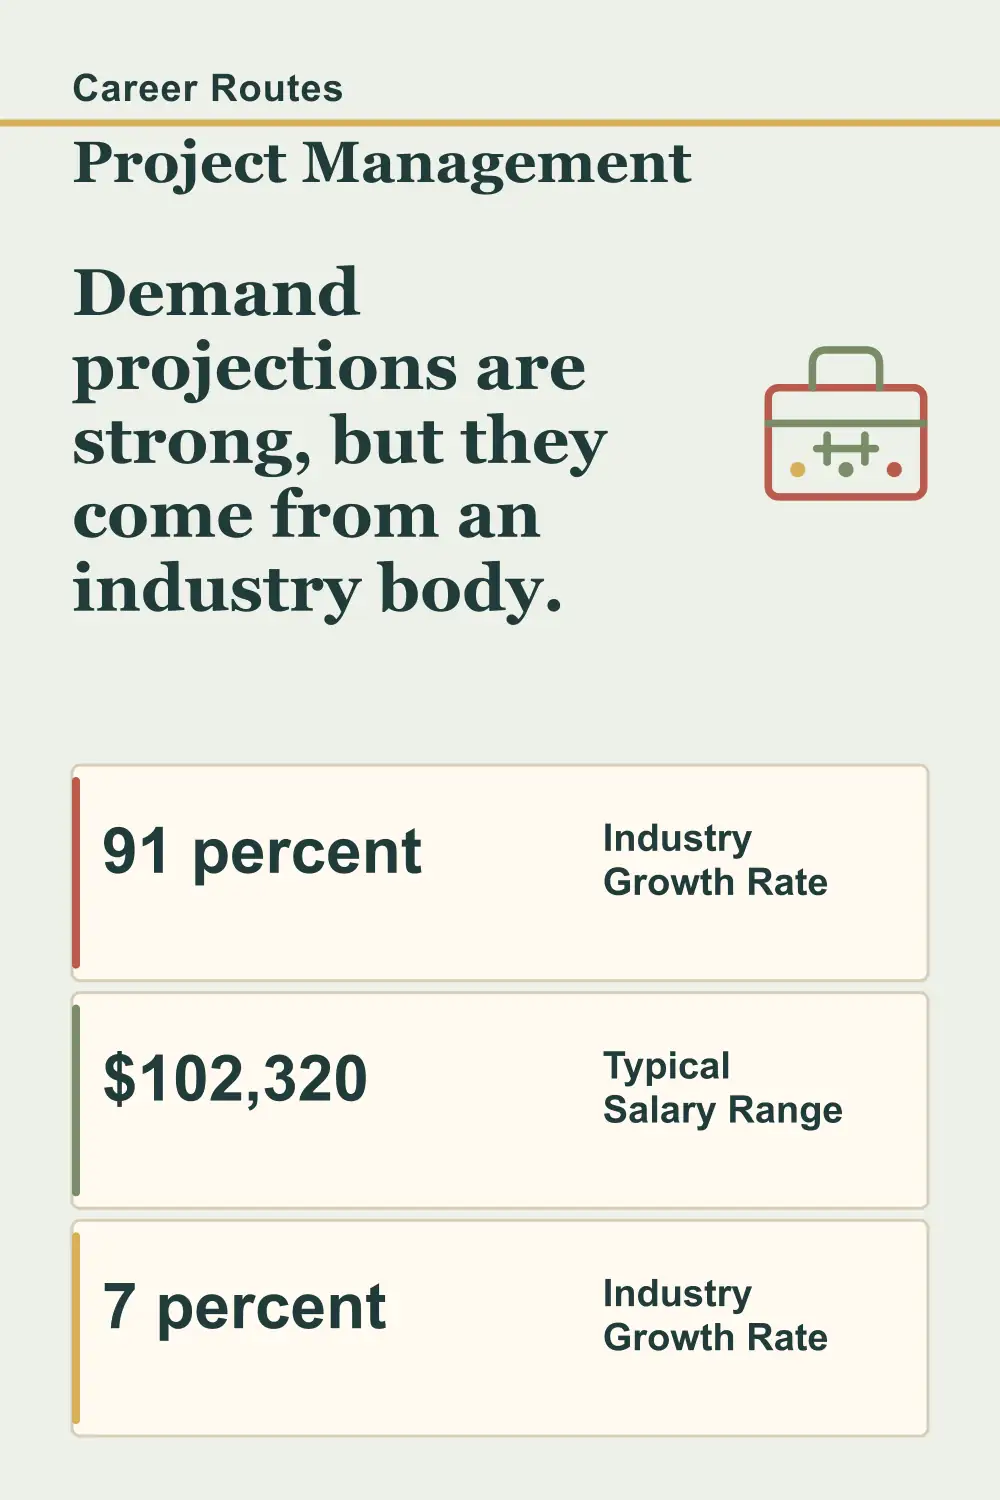 Career Routes
Project Management
Demand
projections are
strong, but they
come from an
industry body.
91 percent
Industry
Growth Rate
$102,320
Typical
Salary Range
7 percent
Industry
Growth Rate